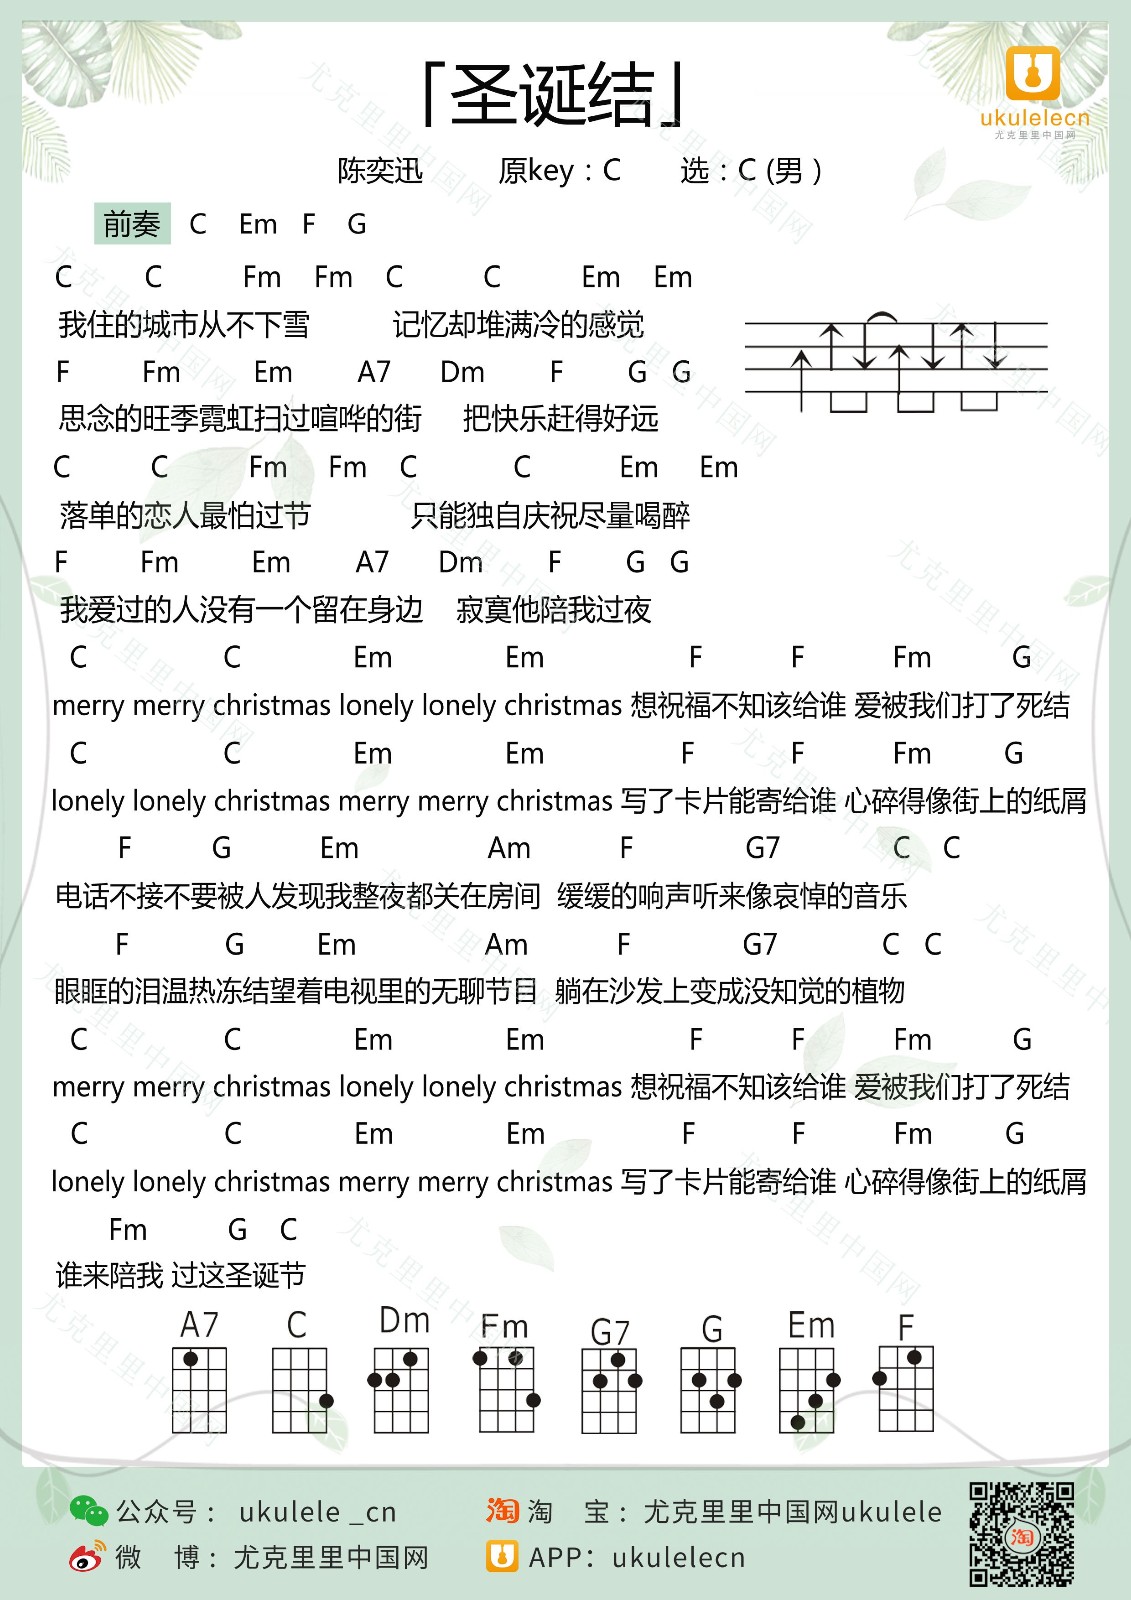 「圣诞结」
ukulelecn
尤克里里中国网
陈奕迅 原key：C 选：C (男 )
前奏 C Em F G
C C Fm Fm C C Em Em
我住的城市从不下雪 记忆却堆满冷的感觉
F Fm Em A7 Dm F G G
思念的旺季霓虹扫过喧哗的街 把快乐赶得好远
C C Fm Fm C C Em Em
落单的恋人最怕过节 只能独自庆祝尽量喝醉
F Fm Em A7 Dm F G G
我爱过的人没有一个留在身边 寂寞他陪我过夜
C C Em Em F F Fm G
merry merry christmas lonely lonely christmas 想祝福不知该给谁 爱被我们打了死结
C C Em Em F F Fm G
lonely lonely christmas merry merry christmas 写了卡片能寄给谁 心碎得像街上的纸屑
F G Em Am F G7 C C
电话不接不要被人发现我整夜都关在房间 缓缓的响声听来像哀悼的音乐
F G Em Am F G7 C C
眼眶的泪温热冻结望着电视里的无聊节目 躺在沙发上变成没知觉的植物
C C Em Em F F Fm G
merry merry christmas lonely lonely christmas 想祝福不知该给谁 爱被我们打了死结
C C Em Em F F Fm G
lonely lonely christmas merry merry christmas 写了卡片能寄给谁 心碎得像街上的纸屑
Fm G C
谁来陪我 过这圣诞节
A7 C Dm Fm G7 G Em F
公众号： ukulele _cn 淘 淘 宝：尤克里里中国网ukulele
微 博：尤克里里中国网 APP：ukulelecn
淘